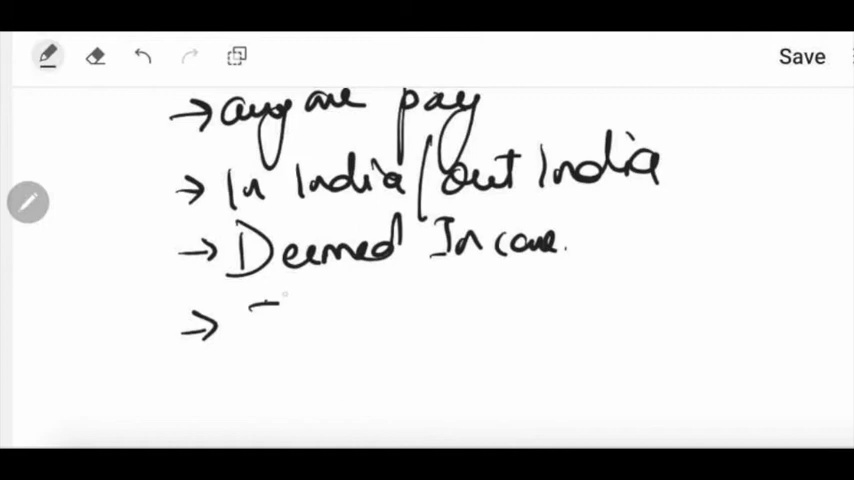 Save
→ anyone pay
→ In India / out India
→ Deemed Income.
→